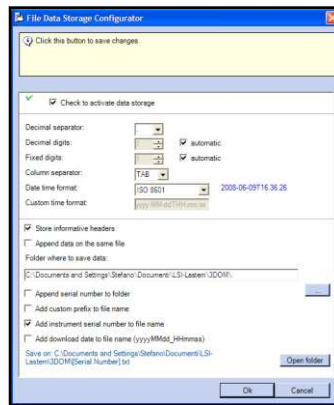 File Data Storage Configurator
Click this button to save changes
Check to activate data storage
Decimal separator:
.
Decimal digits:
automatic
Fixed digits:
automatic
Column separator:
TAB
Date time format:
ISO 8601
2008-06-09T16.36.26
Custom time format:
yyyy-MM-ddTHH.mm.ss
Store informative headers
Append data on the same file
Folder where to save data:
C:\Documents and Settings\Stefano\Documenti\LSI-Lastem\3DOM\
...
Append serial number to folder
Add custom prefix to file name
Add instrument serial number to file name
Add download date to file name (yyyyMMdd_HHmmss)
Save on: C:\Documents and Settings\Stefano\Documenti\LSI-
Lastem\3DOM\[Serial Number].txt
Open folder
Ok
Cancel